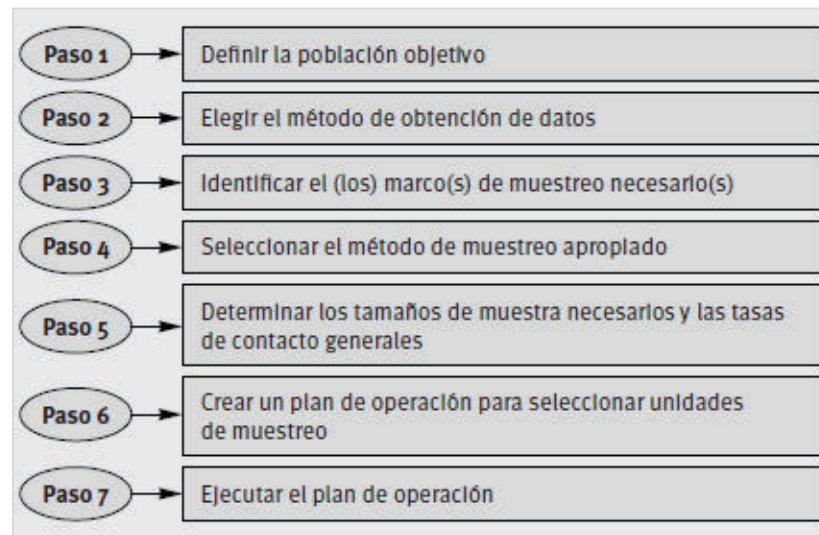 Paso 1 Definir la población objetivo
Paso 2 Elegir el método de obtención de datos
Paso 3 Identificar el (los) marco(s) de muestreo necesario(s)
Paso 4 Seleccionar el método de muestreo apropiado
Paso 5 Determinar los tamaños de muestra necesarios y las tasas
de contacto generales
Paso 6 Crear un plan de operación para seleccionar unidades
de muestreo
Paso 7 Ejecutar el plan de operación